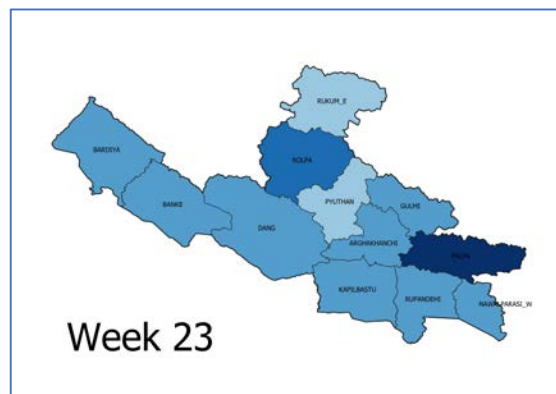 RUKUM_E
ROLPA
BARDIYA
PYUTHAN
BANKE
GULMI
DANG
ARGHAKHANCHI
PALPA
KAPILBASTU
RUPANDEHI
NAWALPARASI_W
Week 23